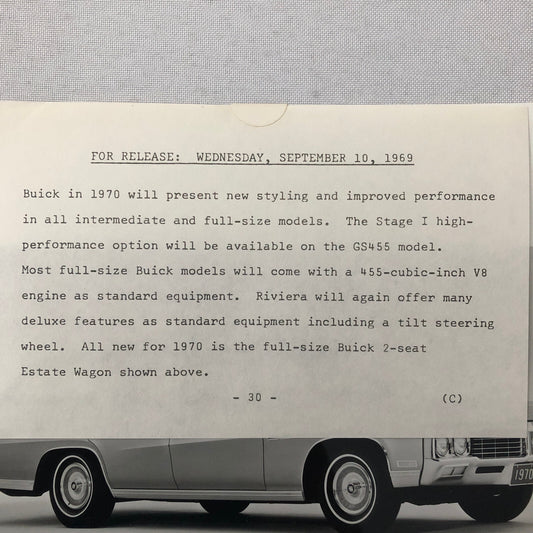 FOR RELEASE: WEDNESDAY, SEPTEMBER 10, 1969
Buick in 1970 will present new styling and improved performance
in all intermediate and full-size models. The Stage I high-
performance option will be available on the GS455 model.
Most full-size Buick models will come with a 455-cubic-inch V8
engine as standard equipment. Riviera will again offer many
deluxe features as standard equipment including a tilt steering
wheel. All new for 1970 is the full-size Buick 2-seat
Estate Wagon shown above.
- 30 - (C)
1970